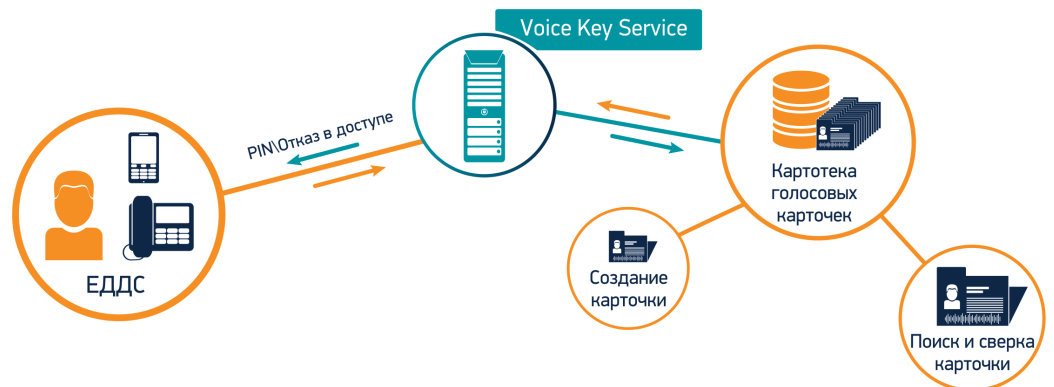 Voice Key Service
PIN\Отказ в доступе
ЕДДС
Картотека
голосовых
карточек
Создание
карточки
Поиск и сверка
карточки